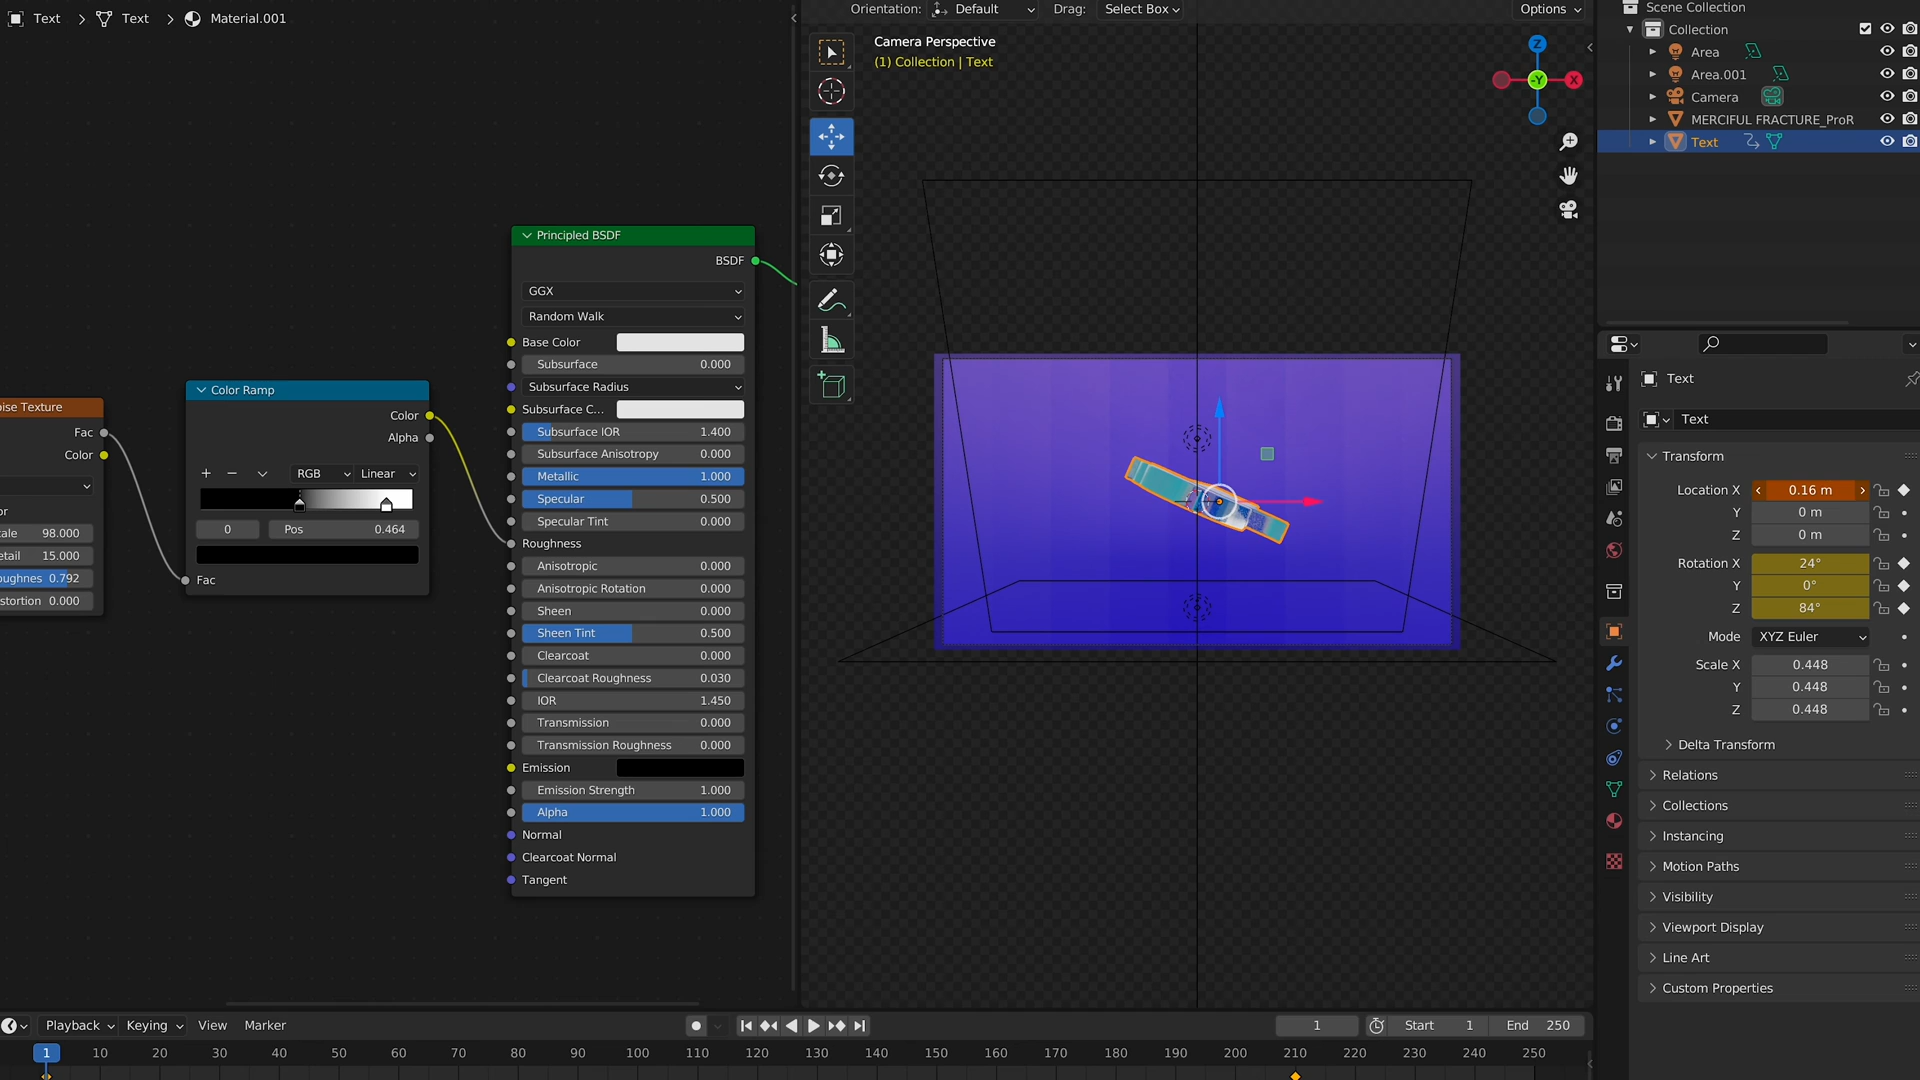 Text > Text > Material.001
Principled BSDF
BSDF
GGX
Random Walk
Base Color
Subsurface 0.000
Subsurface Radius
Subsurface C...
Subsurface IOR 1.400
Subsurface Anisotropy 0.000
Metallic 1.000
Specular 0.500
Specular Tint 0.000
Roughness
Anisotropic 0.000
Anisotropic Rotation 0.000
Sheen 0.000
Sheen Tint 0.500
Clearcoat 0.000
Clearcoat Roughness 0.030
IOR 1.450
Transmission 0.000
Transmission Roughness 0.000
Emission
Emission Strength 1.000
Alpha 1.000
Normal
Clearcoat Normal
Tangent
Color Ramp
Color
Alpha
+ − RGB Linear
0 Pos 0.464
Fac
oise Texture
Fac
Color
or
ale 98.000
etail 15.000
oughnes 0.792
stortion 0.000
Orientation: Default Drag: Select Box Options
Camera Perspective
(1) Collection | Text
Z
-Y X
Scene Collection
Collection
Area
Area.001
Camera
MERCIFUL FRACTURE_ProR
Text
Text
Text
Transform
Location X 0.16 m
Y 0 m
Z 0 m
Rotation X 24°
Y 0°
Z 84°
Mode XYZ Euler
Scale X 0.448
Y 0.448
Z 0.448
Delta Transform
Relations
Collections
Instancing
Motion Paths
Visibility
Viewport Display
Line Art
Custom Properties
Playback Keying View Marker 1 Start 1 End 250
1 10 20 30 40 50 60 70 80 90 100 110 120 130 140 150 160 170 180 190 200 210 220 230 240 250